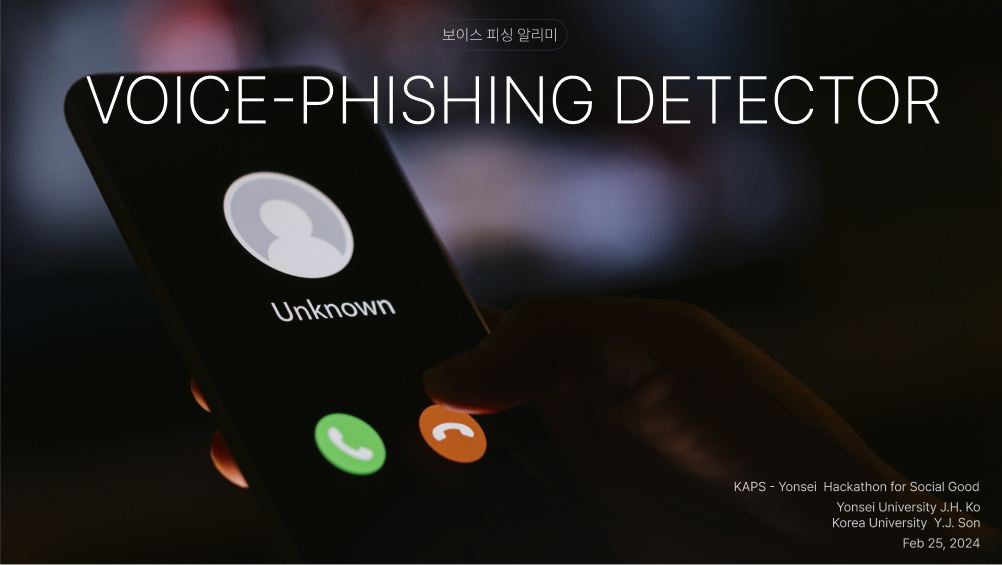 보이스 피싱 알리미
VOICE-PHISHING DETECTOR
Unknown
KAPS - Yonsei Hackathon for Social Good
Yonsei University J.H. Ko
Korea University Y.J. Son
Feb 25, 2024